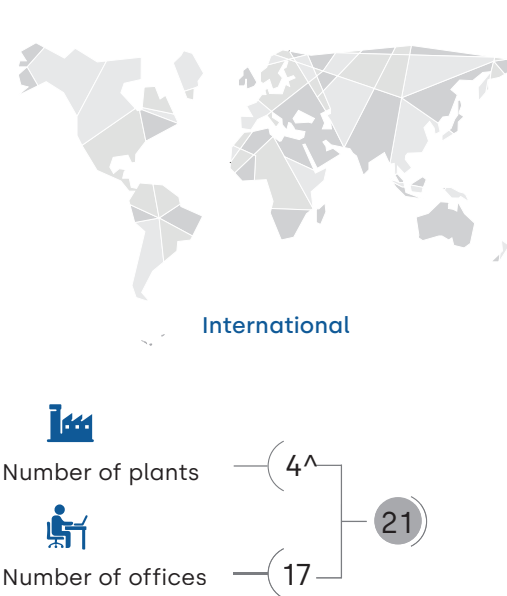 International
Number of plants
4^
21
Number of offices
17